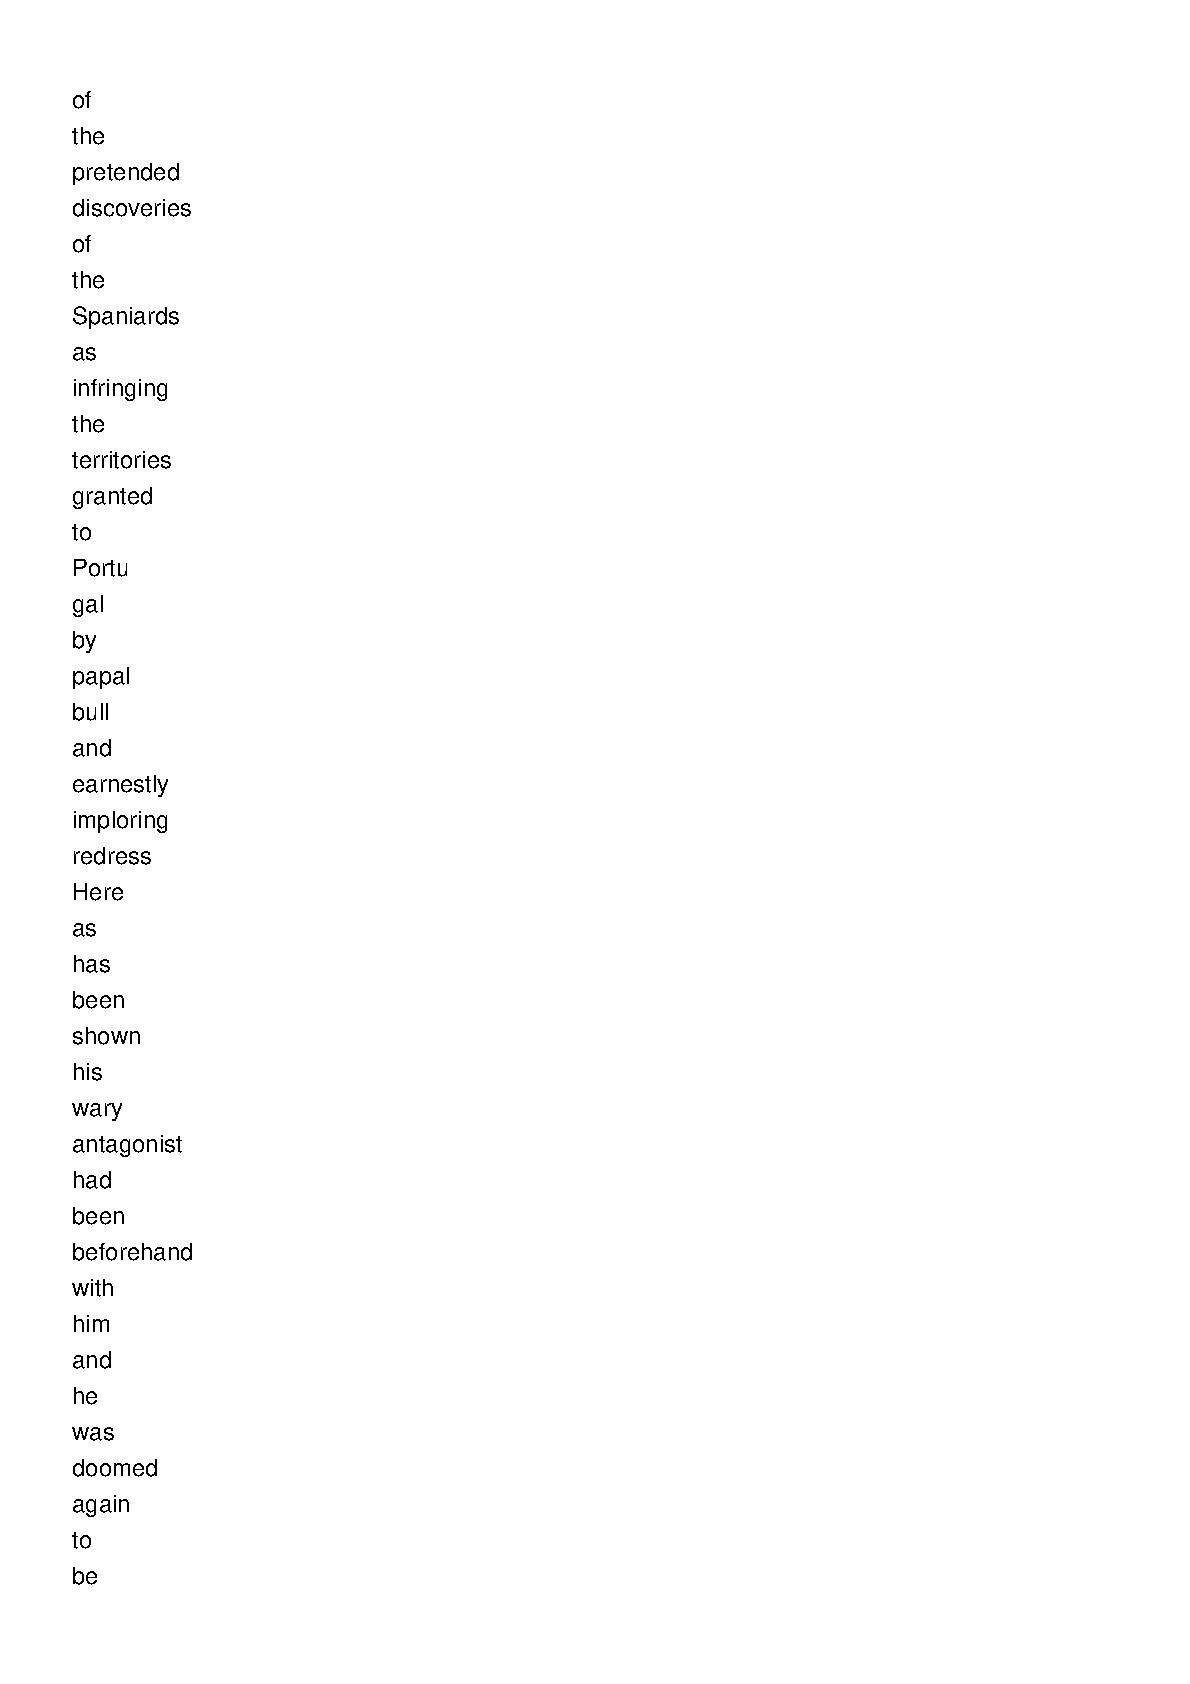 of
the
pretended
discoveries
of
the
Spaniards
as
infringing
the
territories
granted
to
Portu
gal
by
papal
bull
and
earnestly
imploring
redress
Here
as
has
been
shown
his
wary
antagonist
had
been
beforehand
with
him
and
he
was
doomed
again
to
be